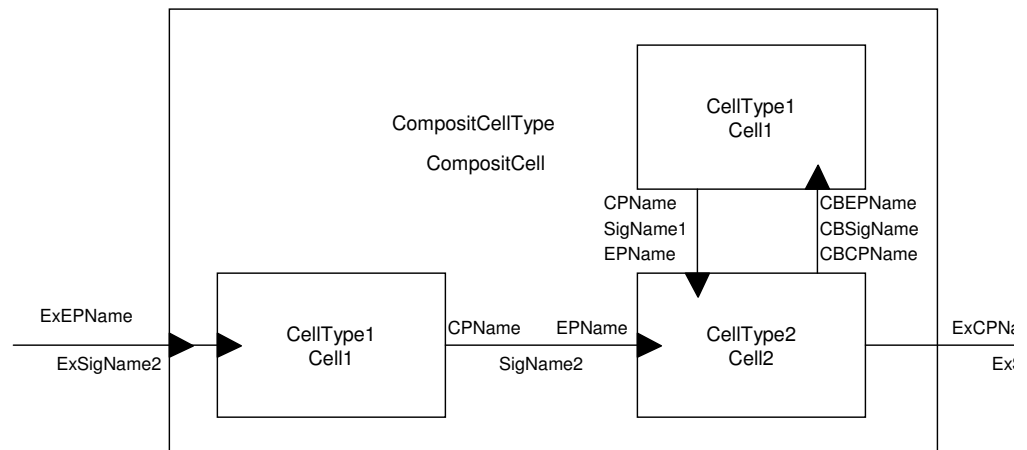 CellType1
Cell1
CompositCellType
CompositCell
CPName
SigName1
EPName
CBEPName
CBSigName
CBCPName
ExEPName
ExSigName2
CellType1
Cell1
CPName
EPName
SigName2
CellType2
Cell2